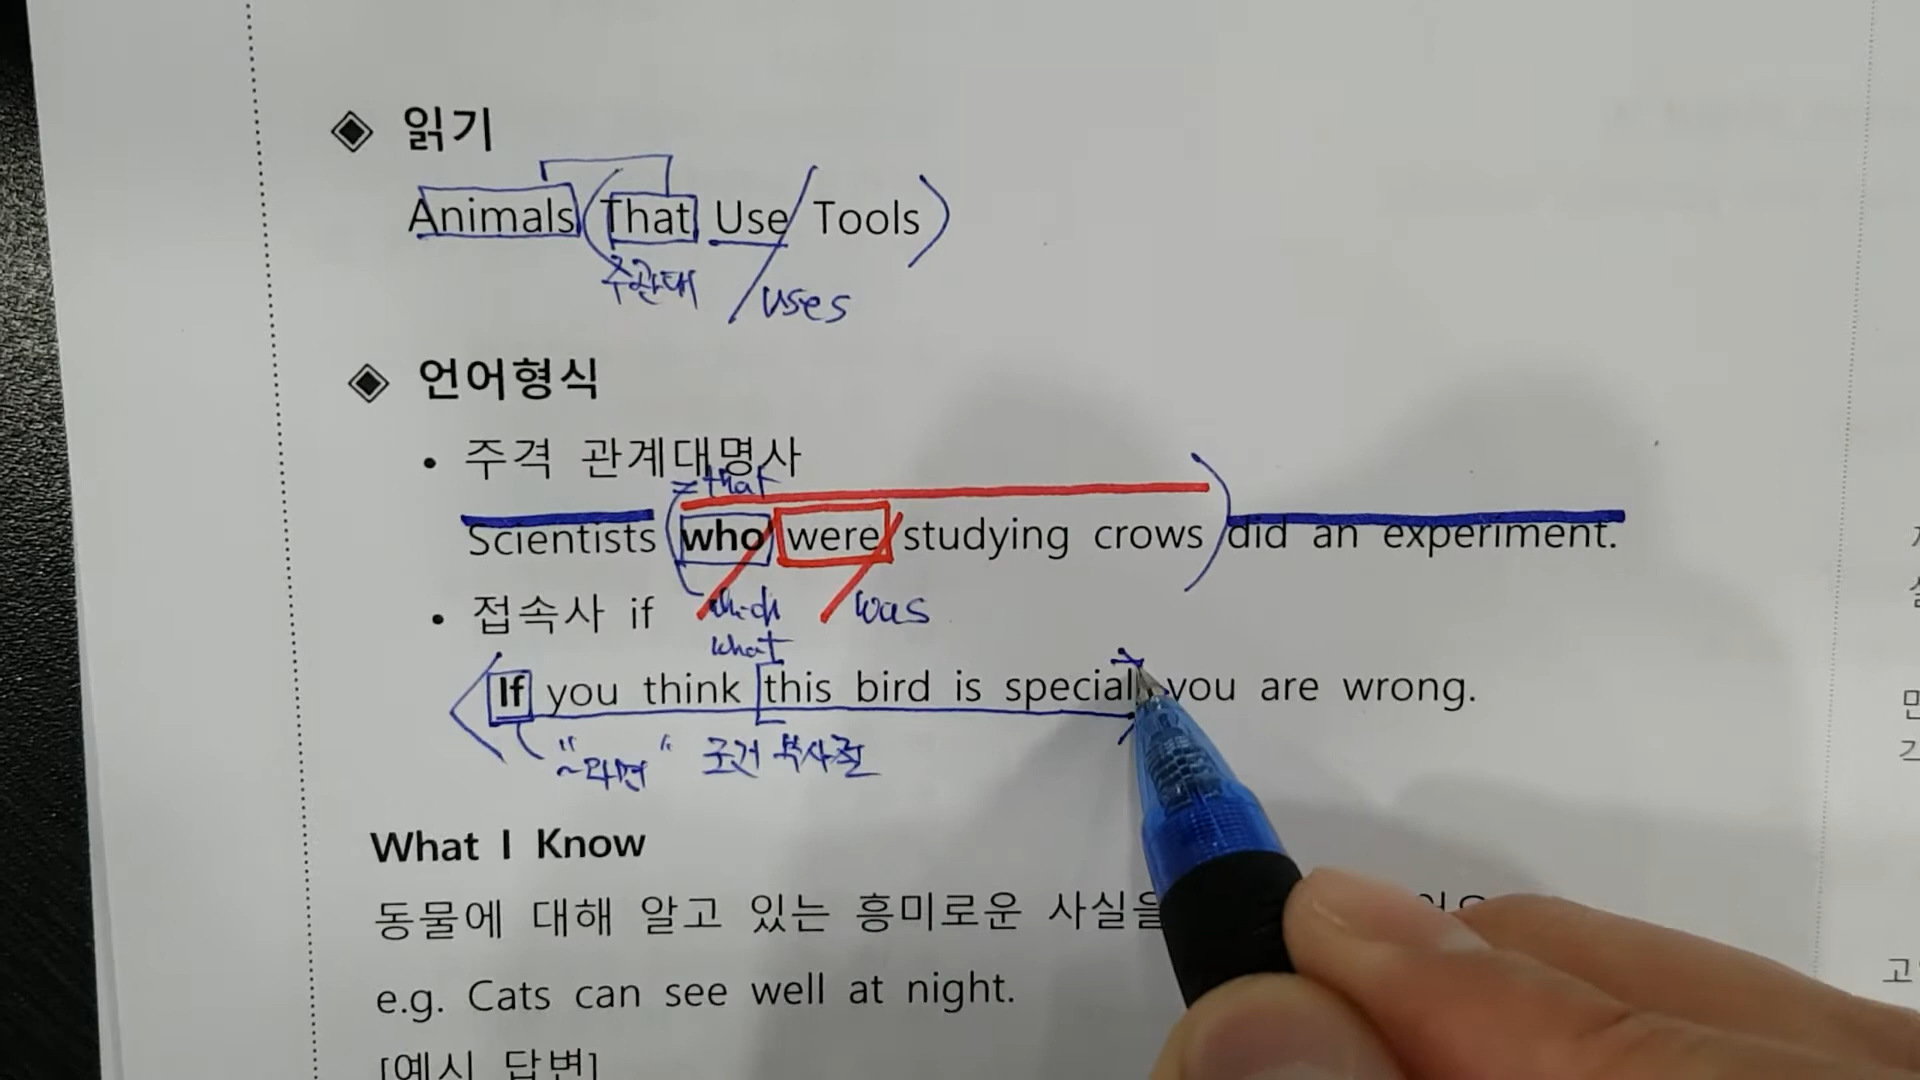 ◈ 읽기
Animals That Use Tools
주관대 uses
◈ 언어형식
• 주격 관계대명사
= that
Scientists who were studying crows did an experiment.
• 접속사 if which was
what
If you think this bird is special, you are wrong.
"~라면" 조건 부사절
What I Know
동물에 대해 알고 있는 흥미로운 사실을
e.g. Cats can see well at night.
[예시 답변]